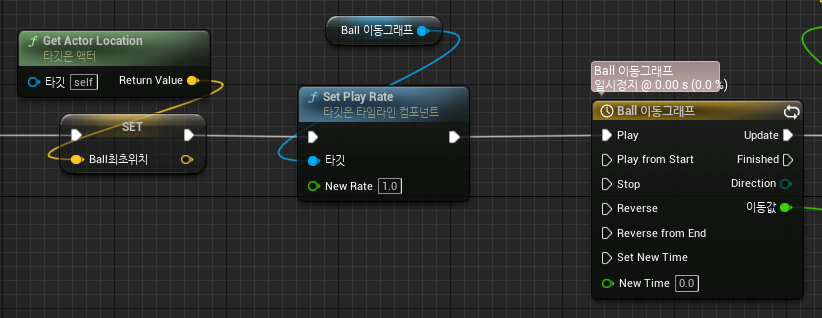 Get Actor Location
타깃은 액터
타깃 self
Return Value
SET
Ball최초위치
Ball 이동그래프
Set Play Rate
타깃은 타임라인 컴포넌트
타깃
New Rate 1.0
Ball 이동그래프
일시정지 @ 0.00 s (0.0 %)
Ball 이동그래프
Play
Update
Play from Start
Finished
Stop
Direction
Reverse
이동값
Reverse from End
Set New Time
New Time 0.0